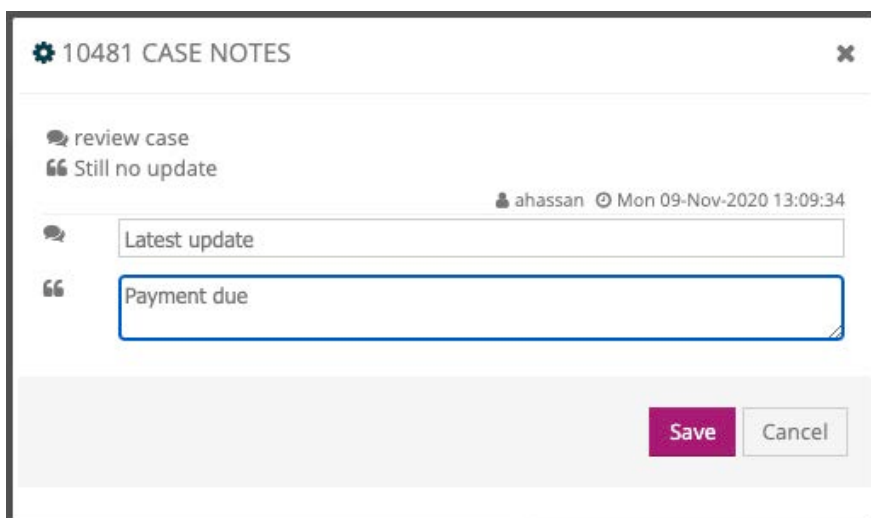 10481 CASE NOTES
review case
Still no update
ahassan Mon 09-Nov-2020 13:09:34
Latest update
Payment due
Save Cancel